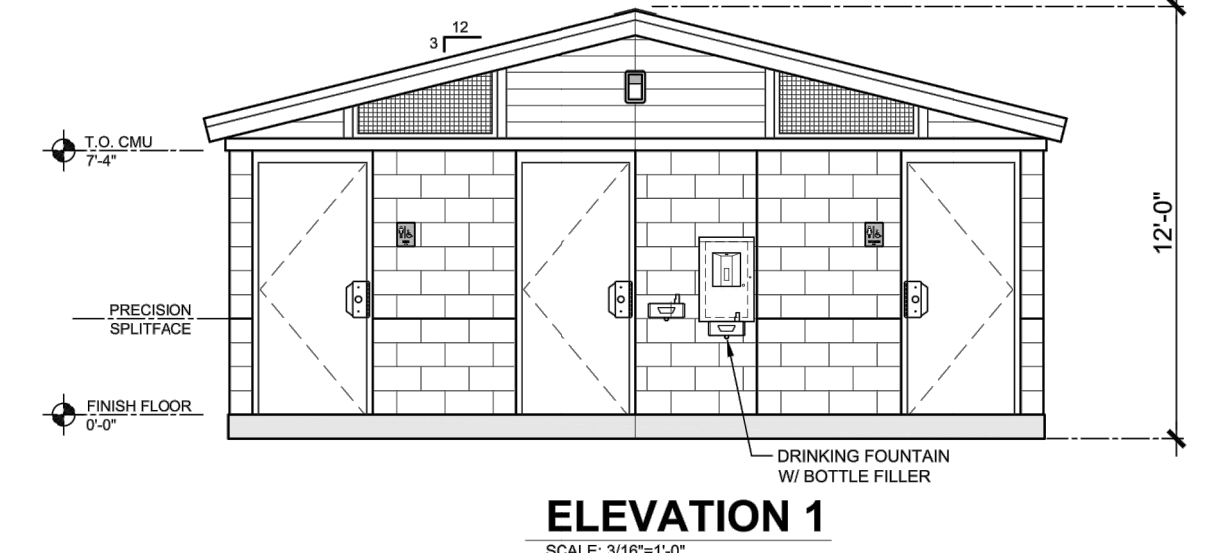 12
3
T.O. CMU
7'-4"
12'-0"
PRECISION
SPLITFACE
FINISH FLOOR
0'-0"
DRINKING FOUNTAIN
W/ BOTTLE FILLER
ELEVATION 1
SCALE: 3/16"=1'-0"